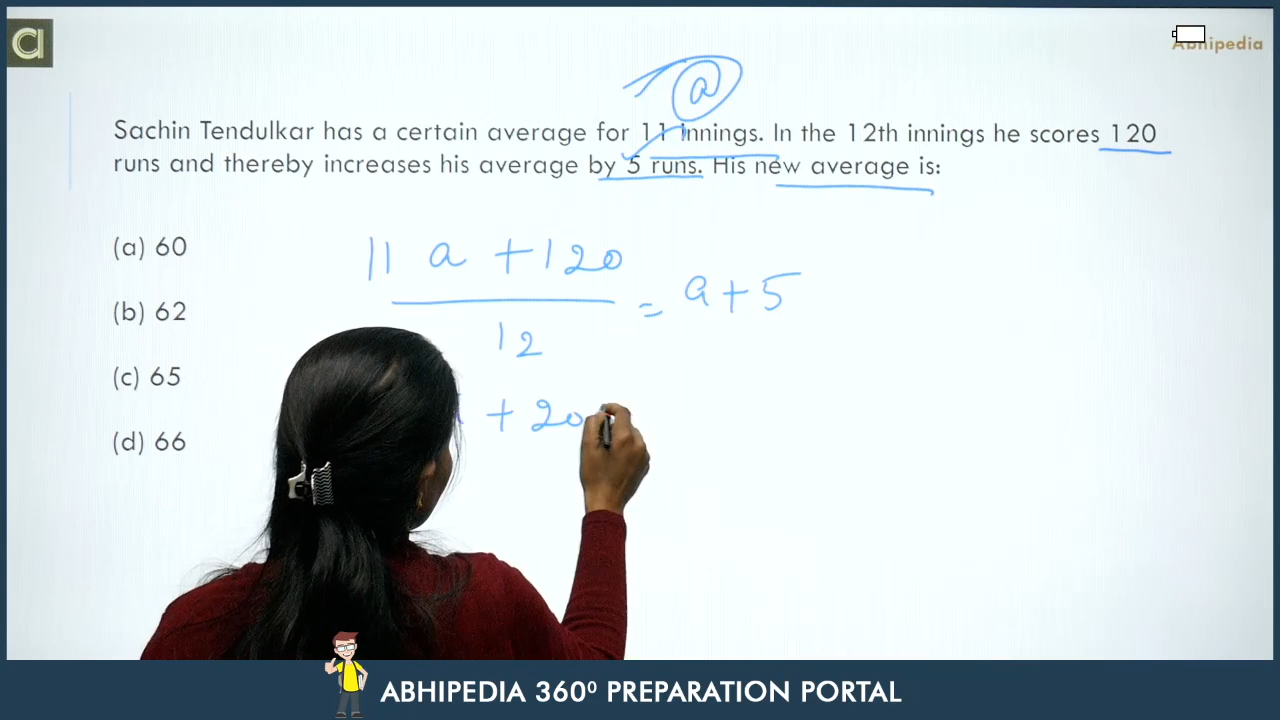 a
Abhipedia
a
Sachin Tendulkar has a certain average for 11 innings. In the 12th innings he scores 120
runs and thereby increases his average by 5 runs. His new average is:
(a) 60
(b) 62
(c) 65
(d) 66
11 a + 120
12
= a + 5
+ 20
ABHIPEDIA 360⁰ PREPARATION PORTAL